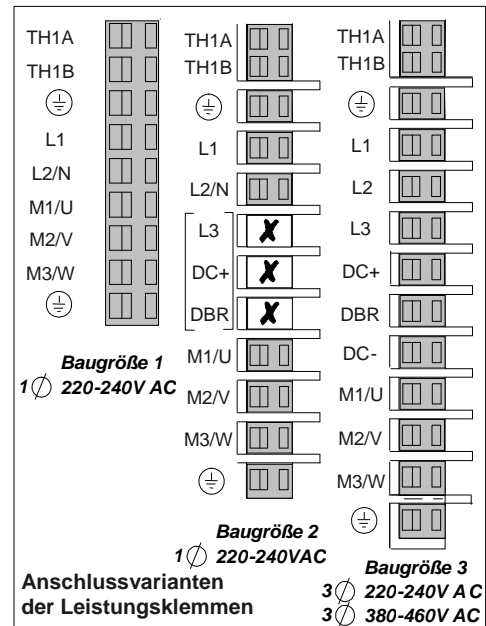 TH1A
TH1B
L1
L2/N
M1/U
M2/V
M3/W
Baugröße 1
1∅ 220-240V AC
TH1A
TH1B
L1
L2/N
L3
DC+
DBR
M1/U
M2/V
M3/W
Baugröße 2
1∅ 220-240VAC
TH1A
TH1B
L1
L2
L3
DC+
DBR
DC-
M1/U
M2/V
M3/W
Baugröße 3
3∅ 220-240V AC
3∅ 380-460V AC
Anschlussvarianten
der Leistungsklemmen